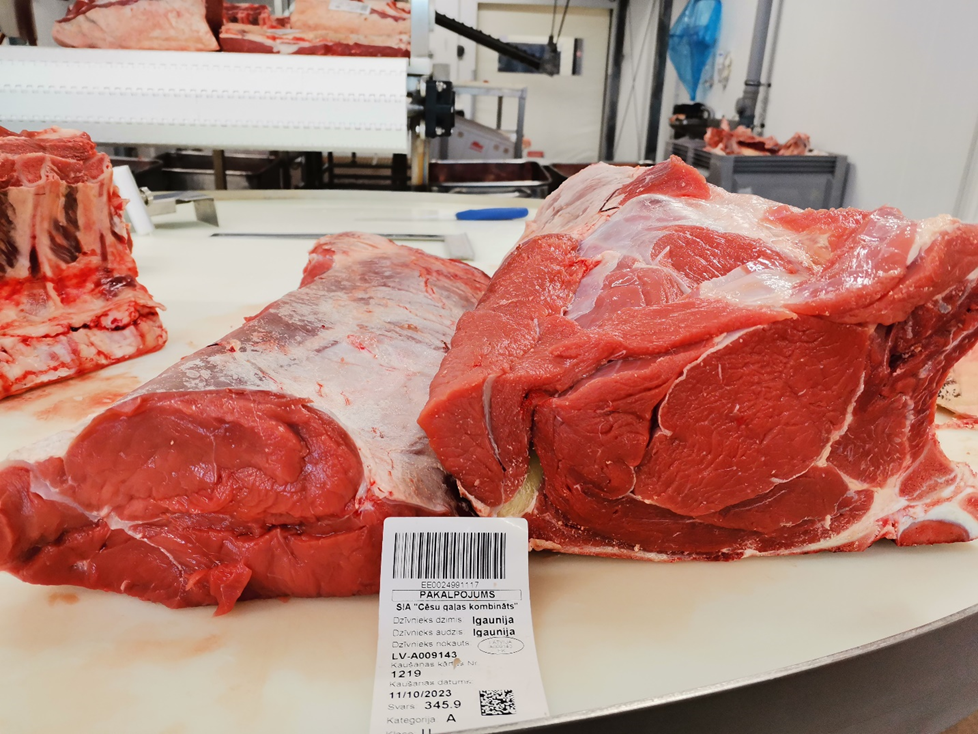 EE0024991117
PAKALPOJUMS
SIA "Cēsu gaļas kombināts"
Dzīvnieks dzimis Igaunija
Dzīvnieks audzis Igaunija
Dzīvnieks nokauts
LV-A009143
Kaušanas kārtas Nr.
1219
Kaušanas datums
11/10/2023
Svars 345.9
Kategorija A